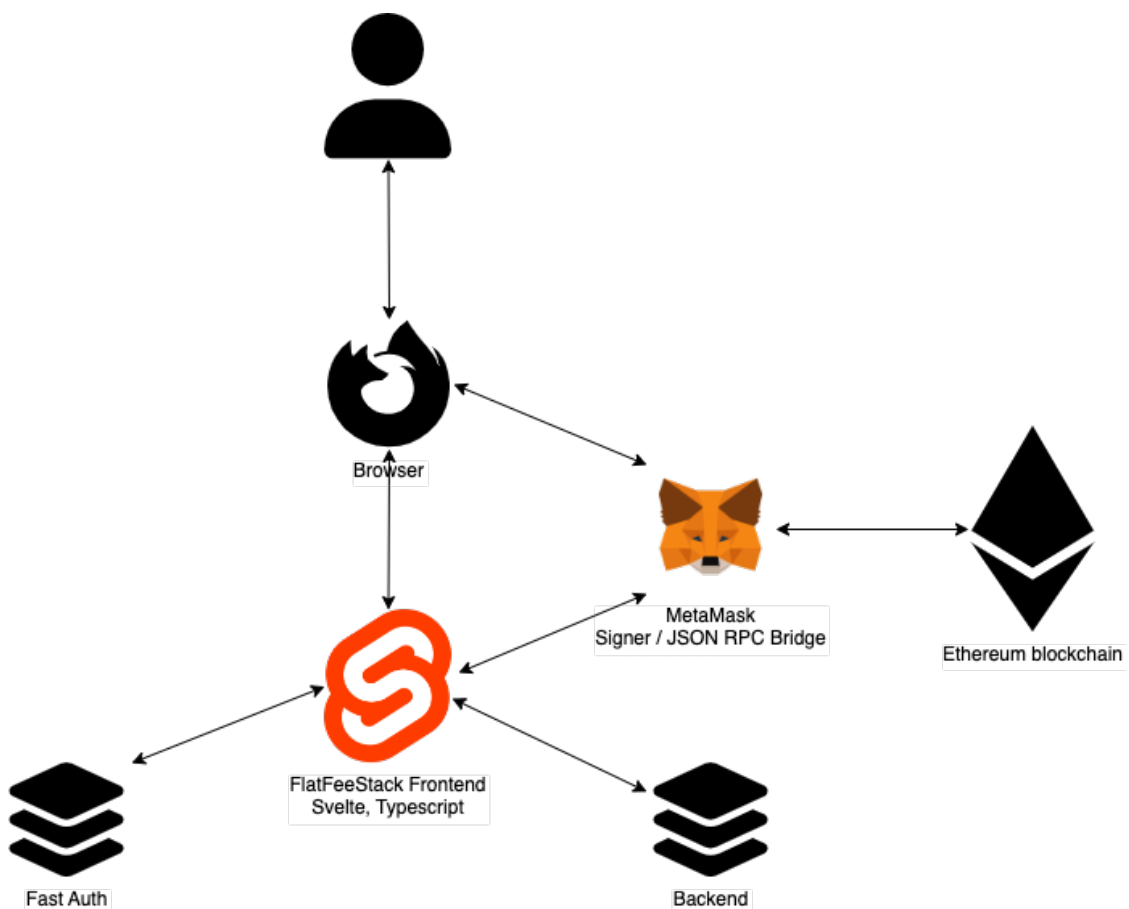 Browser
MetaMask
Signer / JSON RPC Bridge
Ethereum blockchain
FlatFeeStack Frontend
Svelte, Typescript
Fast Auth
Backend